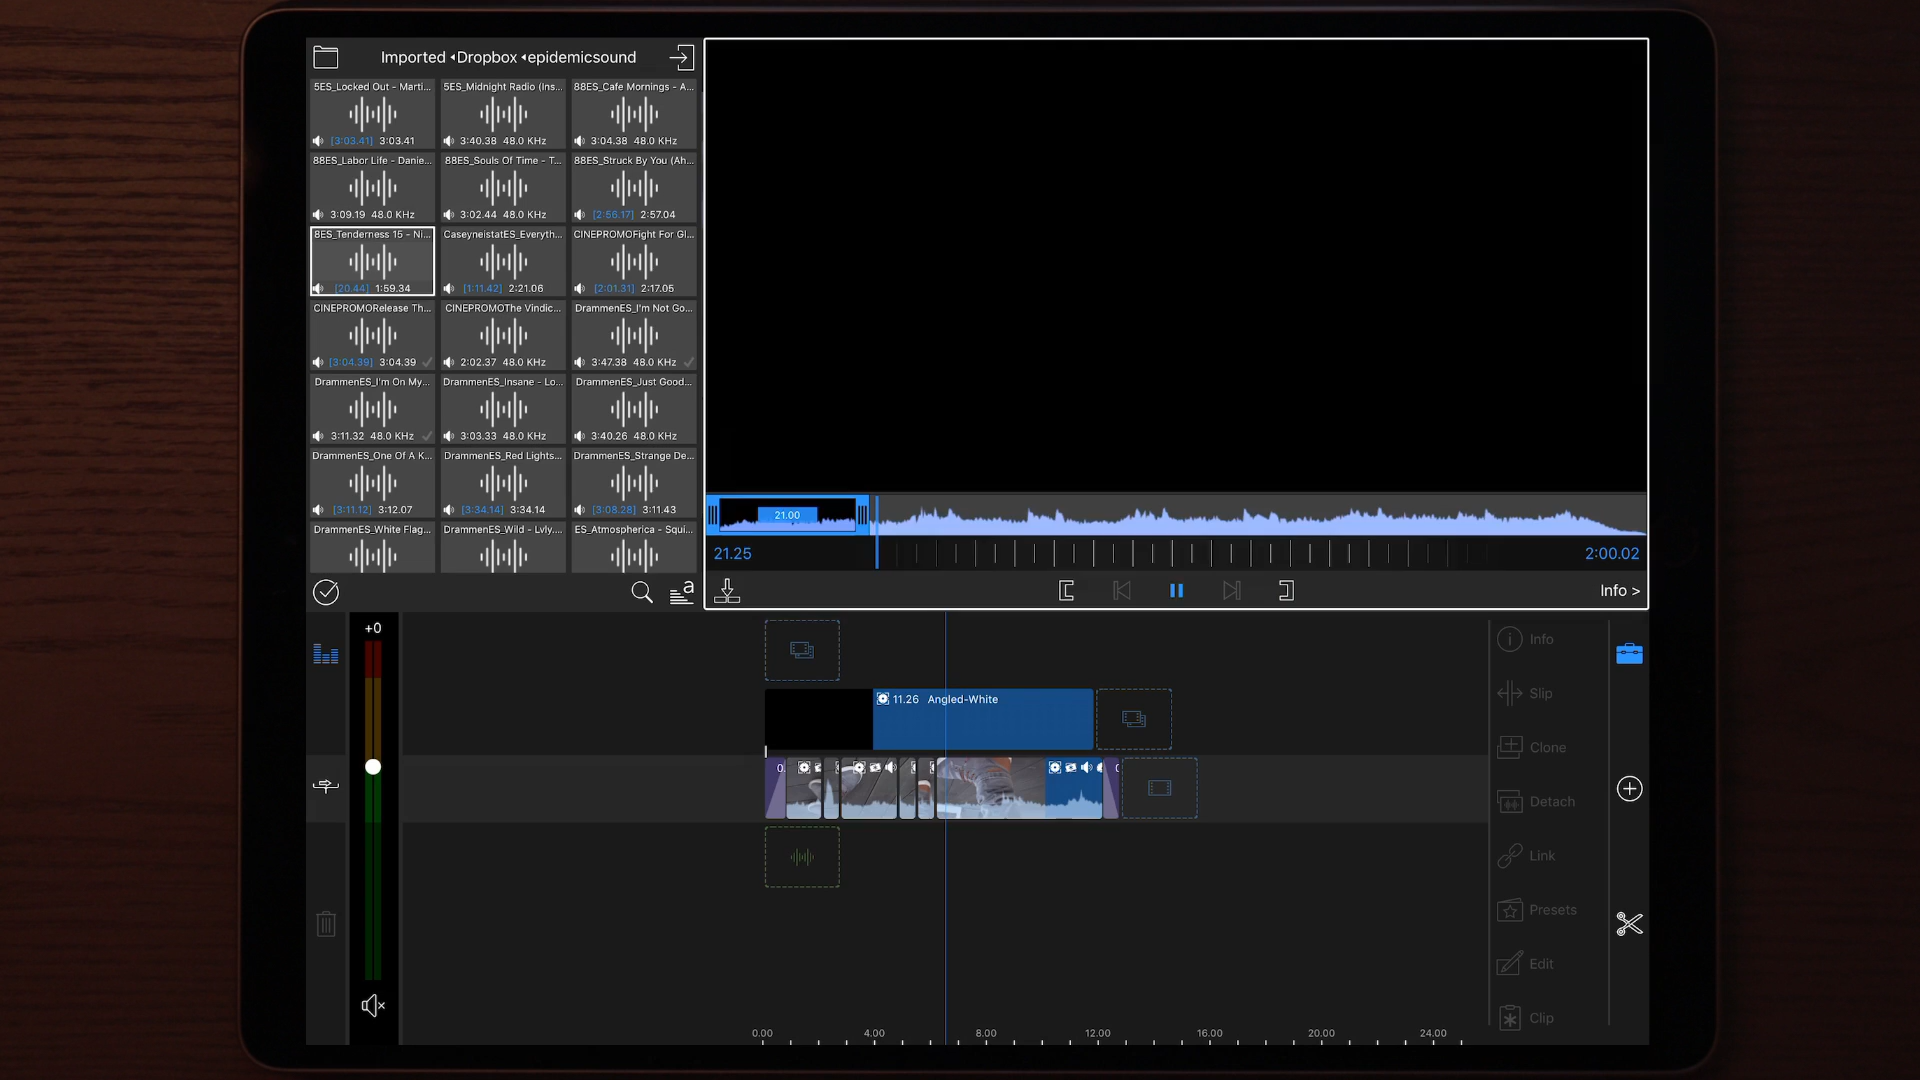 Imported ◂Dropbox ◂epidemicsound
5ES_Locked Out - Marti... 5ES_Midnight Radio (Ins... 88ES_Cafe Mornings - A...
[3:03.41] 3:03.41 3:40.38 48.0 KHz 3:04.38 48.0 KHz
88ES_Labor Life - Danie... 88ES_Souls Of Time - T... 88ES_Struck By You (Ah...
3:09.19 48.0 KHz 3:02.44 48.0 KHz [2:56.17] 2:57.04
8ES_Tenderness 15 - Ni... CaseyneistatES_Everyth... CINEPROMOFight For Gl...
[20.44] 1:59.34 [1:11.42] 2:21.06 [2:01.31] 2:17.05
CINEPROMORelease Th... CINEPROMOThe Vindic... DrammenES_I'm Not Go...
[3:04.39] 3:04.39 2:02.37 48.0 KHz 3:47.38 48.0 KHz
DrammenES_I'm On My... DrammenES_Insane - Lo... DrammenES_Just Good...
3:11.32 48.0 KHz 3:03.33 48.0 KHz 3:40.26 48.0 KHz
DrammenES_One Of A K... DrammenES_Red Lights... DrammenES_Strange De...
[3:11.12] 3:12.07 [3:34.14] 3:34.14 [3:08.28] 3:11.43
DrammenES_White Flag... DrammenES_Wild - Lvly.... ES_Atmospherica - Squi...
a
21.00
21.25 2:00.02
Info >
+0
11.26 Angled-White
0.
Info
Slip
Clone
Detach
Link
Presets
Edit
Clip
0.00 4.00 8.00 12.00 16.00 20.00 24.00